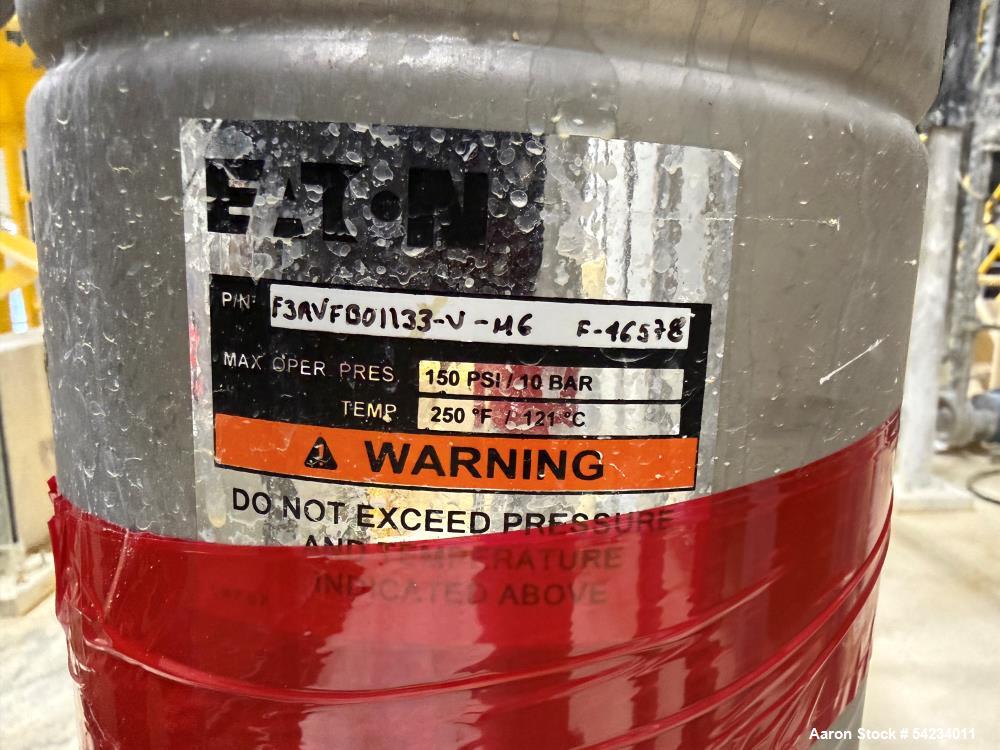 EATON
P/N: F3RVFB01133-V-M6 F-46578
MAX OPER PRES 150 PSI / 10 BAR
TEMP 250 °F / 121 °C
WARNING
DO NOT EXCEED PRESSURE
AND TEMPERATURE
INDICATED ABOVE
Aaron Stock # 54234011